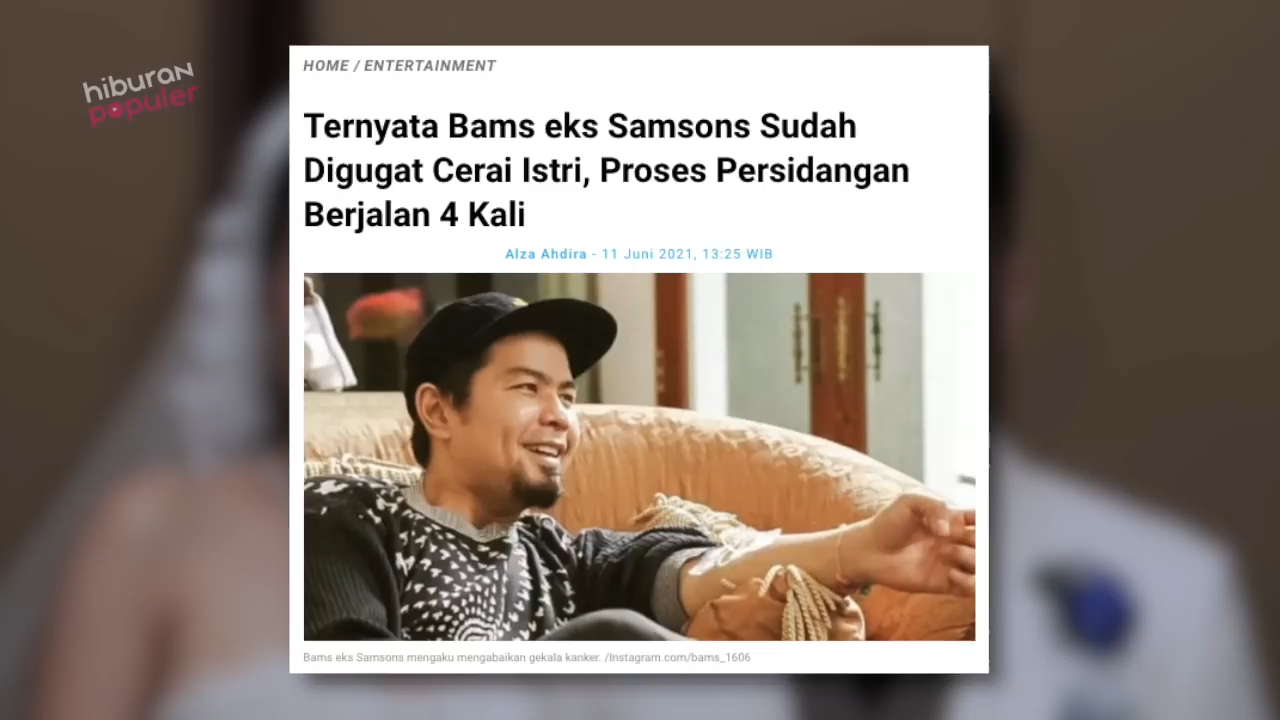 hiburan
populer
HOME / ENTERTAINMENT
Ternyata Bams eks Samsons Sudah
Digugat Cerai Istri, Proses Persidangan
Berjalan 4 Kali
Alza Ahdira - 11 Juni 2021, 13:25 WIB
Bams eks Samsons mengaku mengabaikan gekala kanker. /Instagram.com/bams_1606